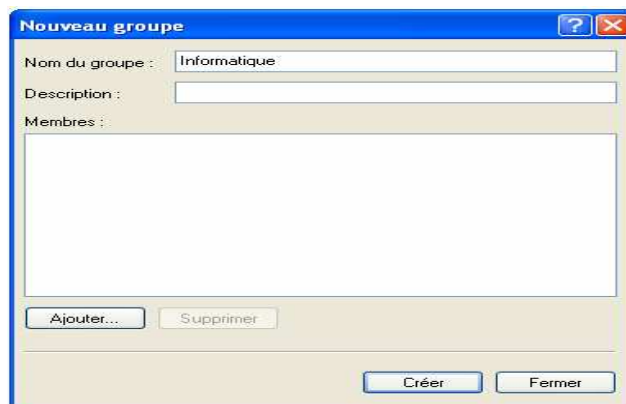 Nouveau groupe
Nom du groupe : Informatique
Description :
Membres :
Ajouter... Supprimer
Créer Fermer